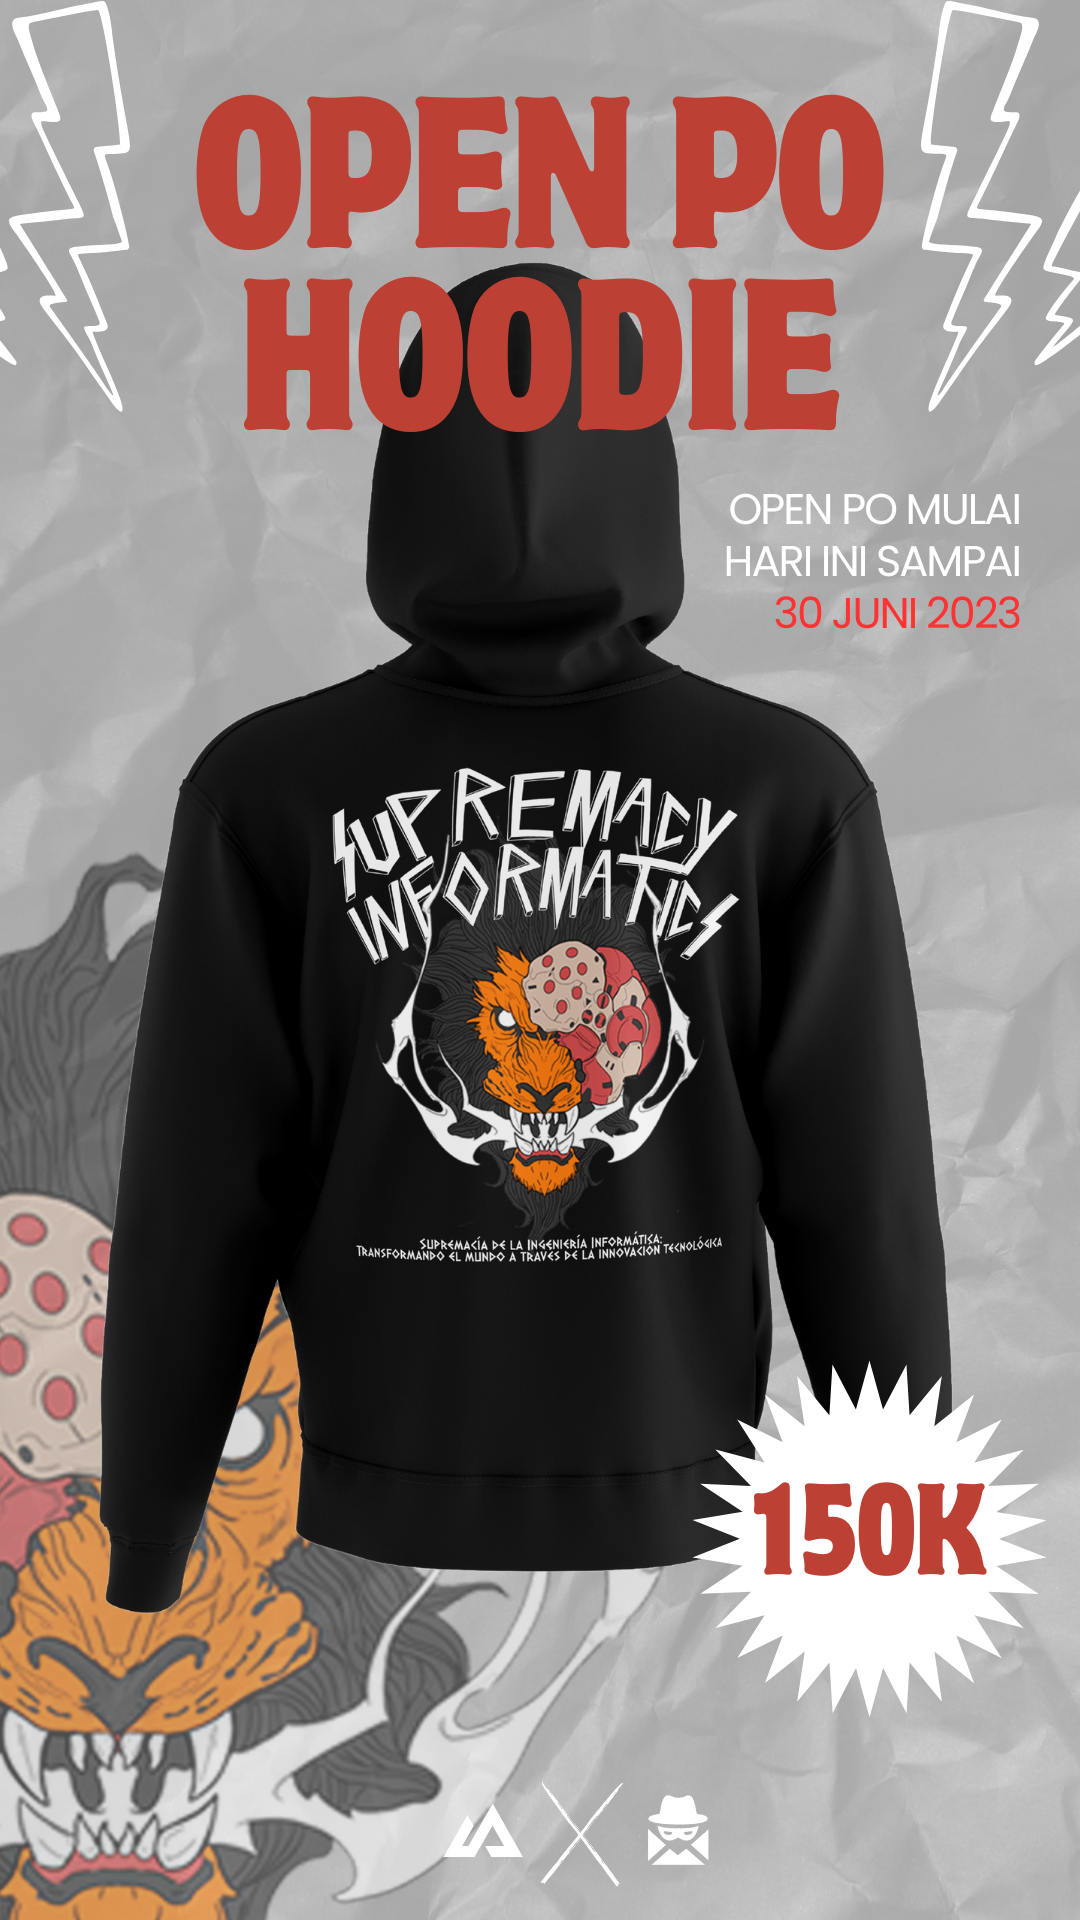 OPEN PO
HOODIE
OPEN PO MULAI
HARI INI SAMPAI
30 JUNI 2023
SUPREMACY
INFORMATICS
SUPREMACÍA DE LA INGENIERÍA INFORMÁTICA:
TRANSFORMANDO EL MUNDO A TRAVES DE LA INNOVACIÓN TECNOLÓGICA
150K